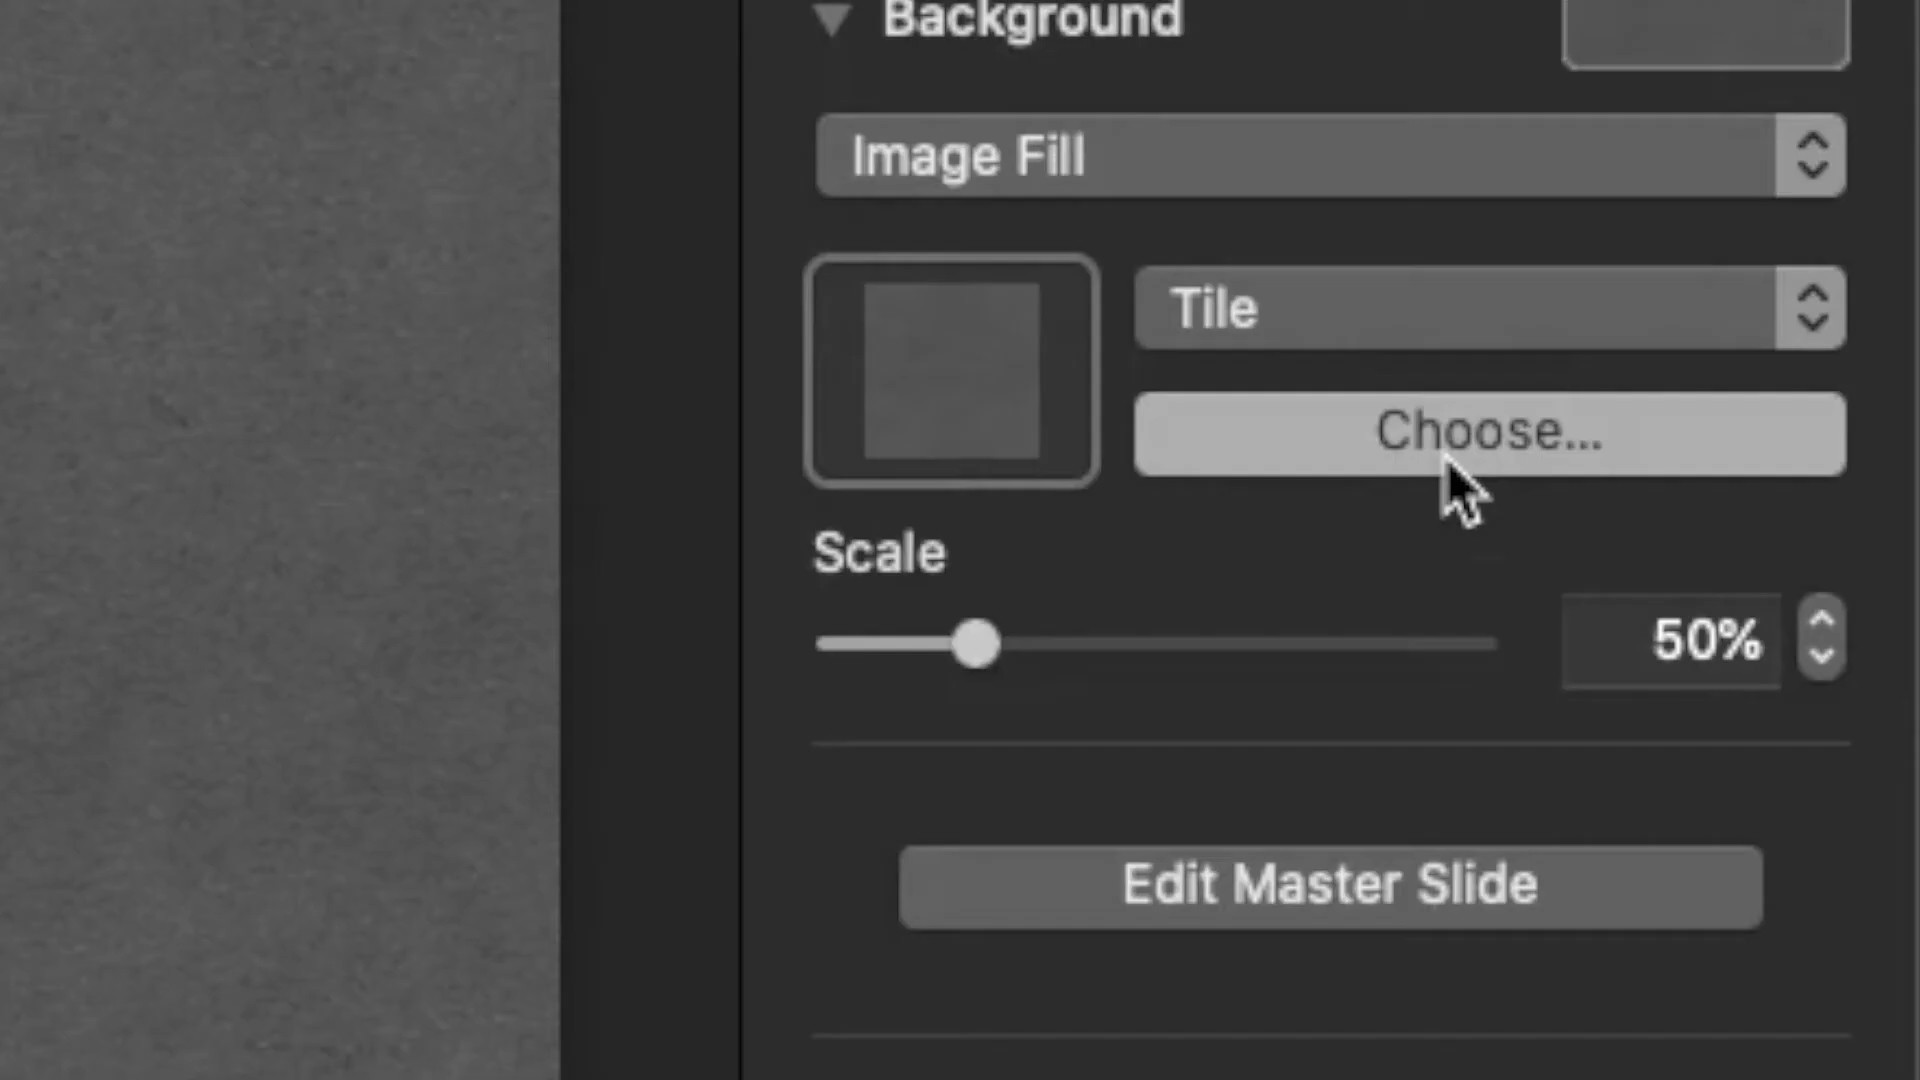 Background
Image Fill
Tile
Choose...
Scale
50%
Edit Master Slide